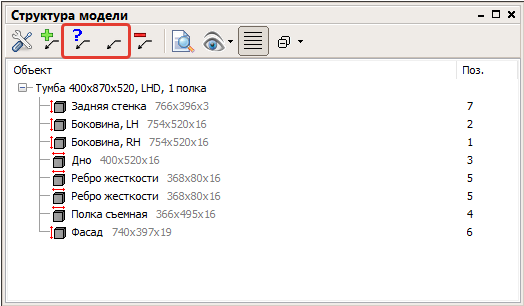 Структура модели
?
Объект Поз.
Тумба 400x870x520, LHD, 1 полка
Задняя стенка 766x396x3 7
Боковина, LH 754x520x16 2
Боковина, RH 754x520x16 1
Дно 400x520x16 3
Ребро жесткости 368x80x16 5
Ребро жесткости 368x80x16 5
Полка съемная 366x495x16 4
Фасад 740x397x19 6